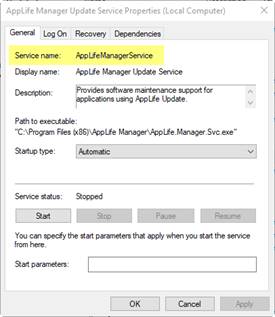 AppLife Manager Update Service Properties (Local Computer)
General Log On Recovery Dependencies
Service name: AppLifeManagerService
Display name: AppLife Manager Update Service
Description: Provides software maintenance support for
applications using AppLife Update.
Path to executable:
"C:\Program Files (x86)\AppLife Manager\AppLife.Manager.Svc.exe"
Startup type: Automatic
Service status: Stopped
Start Stop Pause Resume
You can specify the start parameters that apply when you start the service
from here.
Start parameters:
OK Cancel Apply